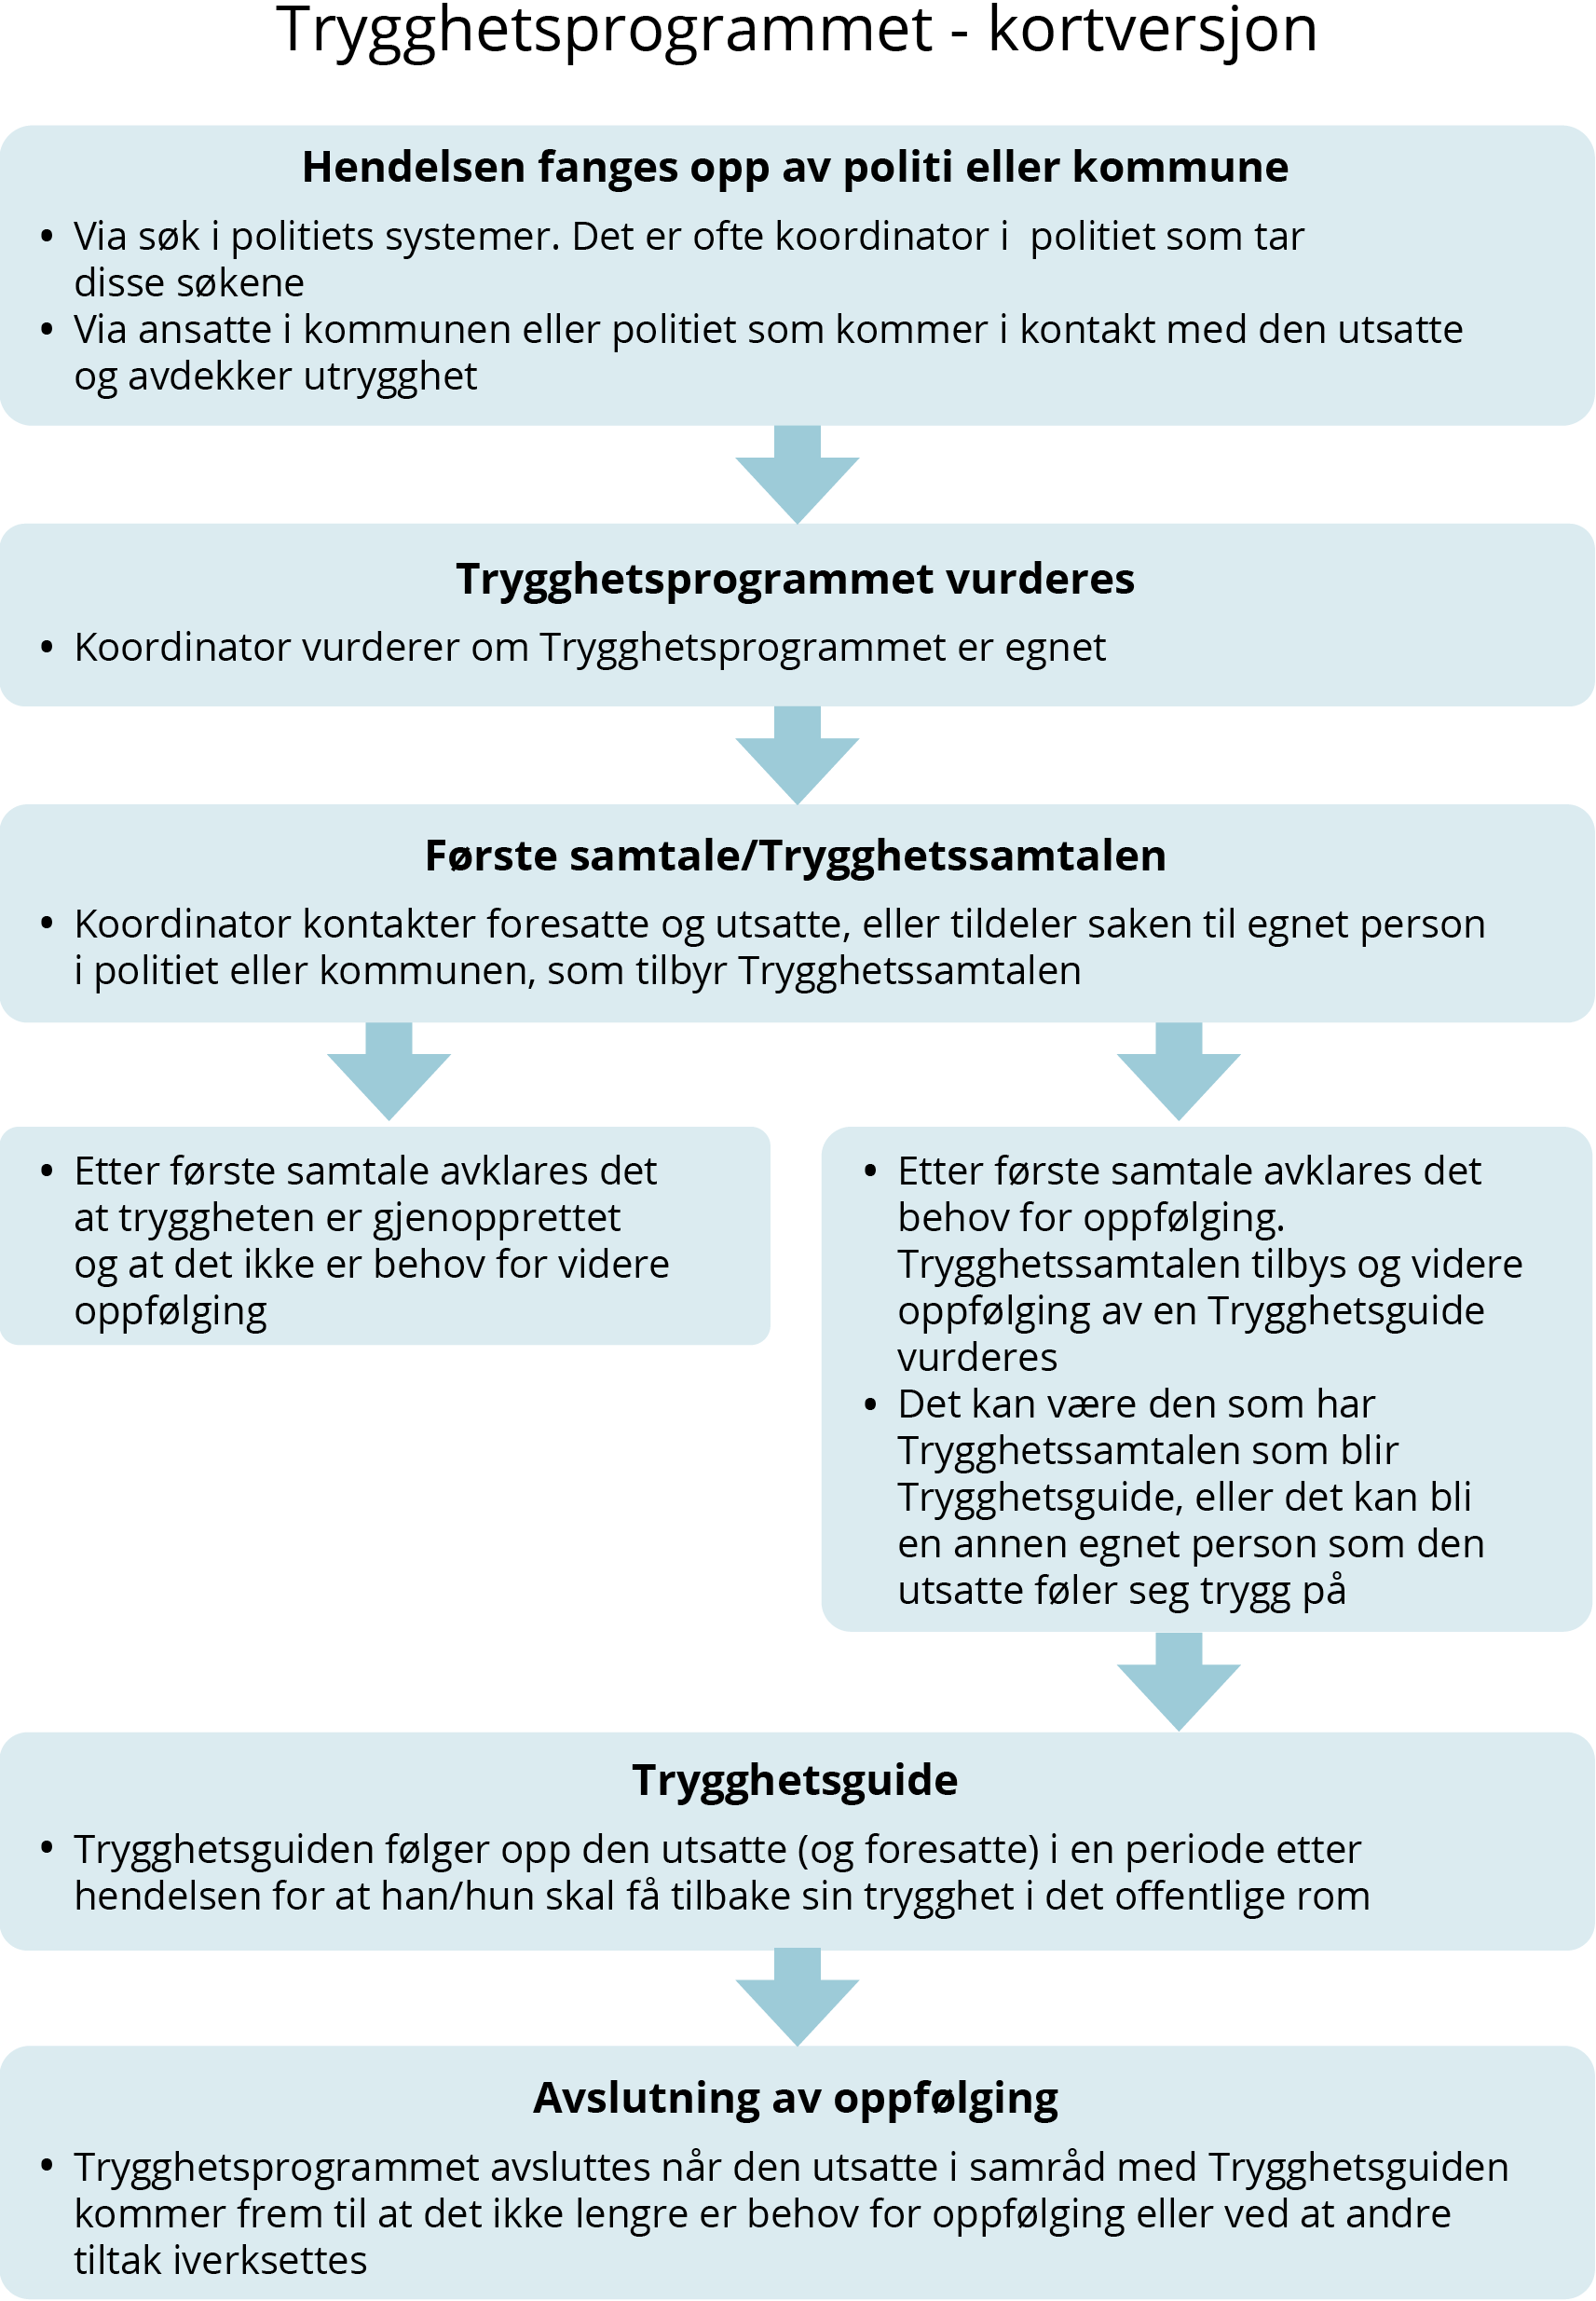 Trygghetsprogrammet - kortversjon
Hendelsen fanges opp av politi eller kommune
• Via søk i politiets systemer. Det er ofte koordinator i  politiet som tar
disse søkene
• Via ansatte i kommunen eller politiet som kommer i kontakt med den utsatte
og avdekker utrygghet
Trygghetsprogrammet vurderes
• Koordinator vurderer om Trygghetsprogrammet er egnet
Første samtale/Trygghetssamtalen
• Koordinator kontakter foresatte og utsatte, eller tildeler saken til egnet person
i politiet eller kommunen, som tilbyr Trygghetssamtalen
• Etter første samtale avklares det
at tryggheten er gjenopprettet
og at det ikke er behov for videre
oppfølging
• Etter første samtale avklares det
behov for oppfølging.
Trygghetssamtalen tilbys og videre
oppfølging av en Trygghetsguide
vurderes
• Det kan være den som har
Trygghetssamtalen som blir
Trygghetsguide, eller det kan bli
en annen egnet person som den
utsatte føler seg trygg på
Trygghetsguide
• Trygghetsguiden følger opp den utsatte (og foresatte) i en periode etter
hendelsen for at han/hun skal få tilbake sin trygghet i det offentlige rom
Avslutning av oppfølging
• Trygghetsprogrammet avsluttes når den utsatte i samråd med Trygghetsguiden
kommer frem til at det ikke lengre er behov for oppfølging eller ved at andre
tiltak iverksettes